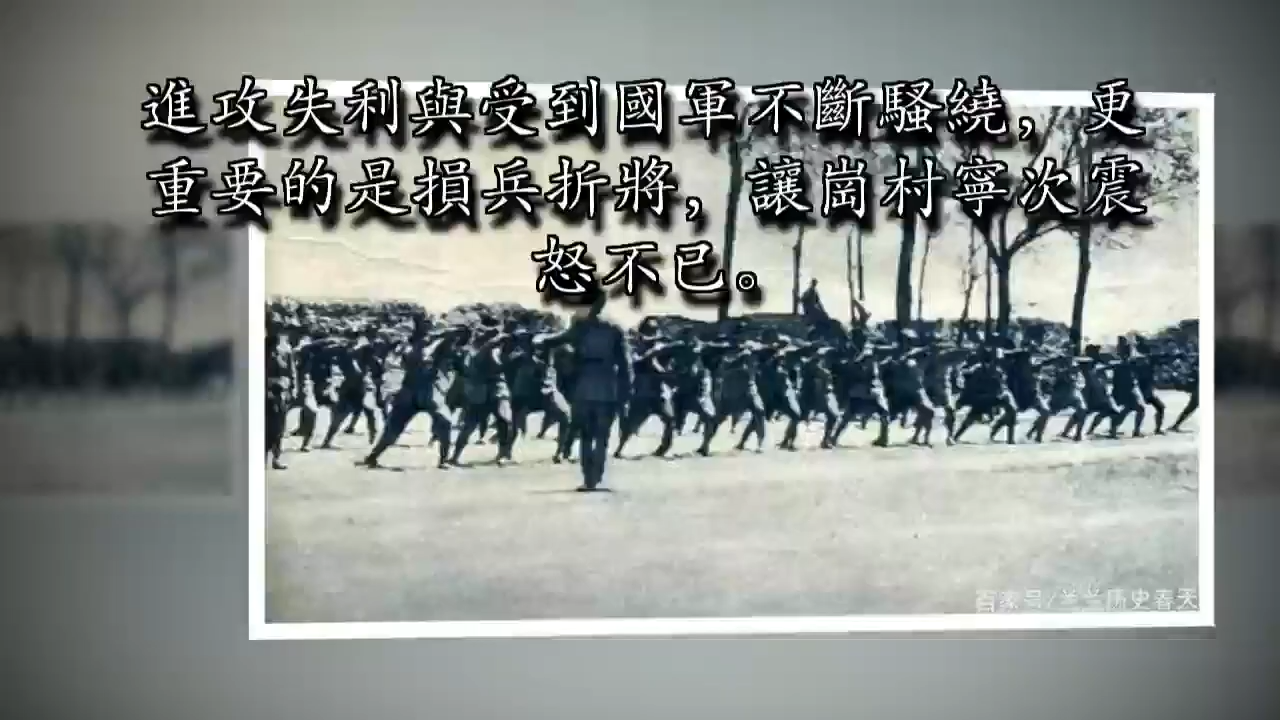 進攻失利與受到國軍不斷騷繞，更
重要的是損兵折將，讓崗村寧次震
怒不已。
百家号/兰兰历史春天